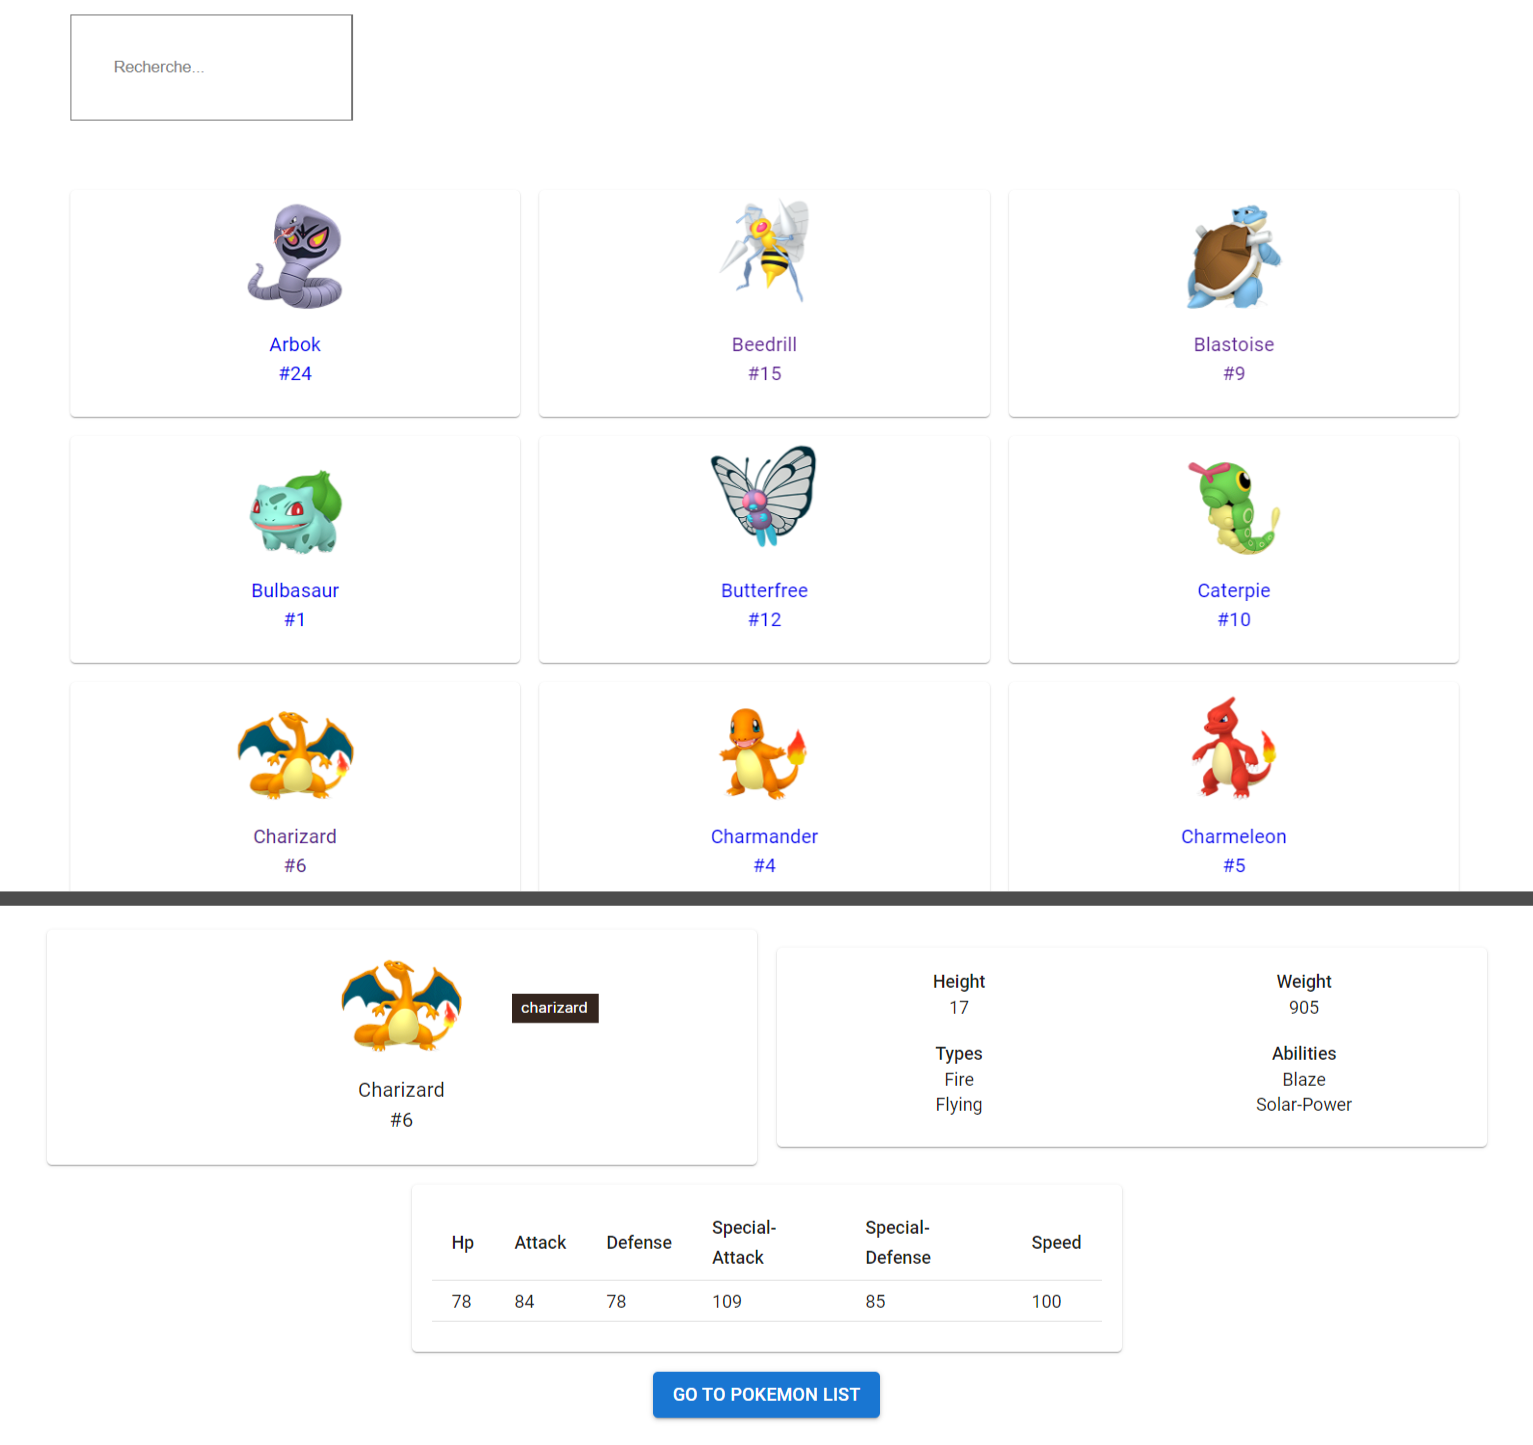 Recherche...
Arbok
#24
Beedrill
#15
Blastoise
#9
Bulbasaur
#1
Butterfree
#12
Caterpie
#10
Charizard
#6
Charmander
#4
Charmeleon
#5
charizard
Charizard
#6
Height
17
Weight
905
Types
Fire
Flying
Abilities
Blaze
Solar-Power
Hp Attack Defense Special-Attack Special-Defense Speed
78 84 78 109 85 100
GO TO POKEMON LIST